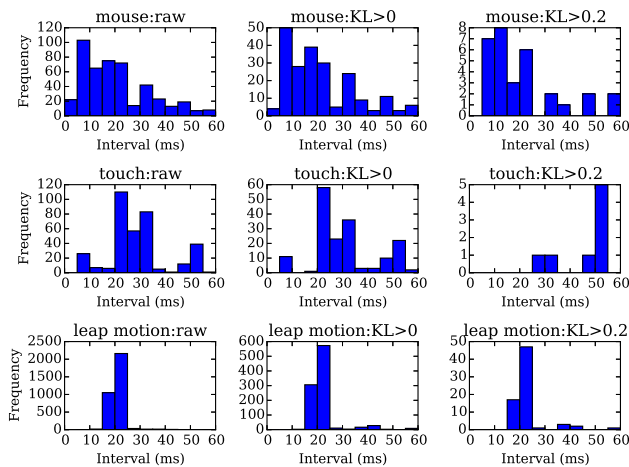 mouse:raw
mouse:KL>0
mouse:KL>0.2
Frequency
120
100
80
60
40
20
0
50
40
30
20
10
0
8
7
6
5
4
3
2
1
0
0 10 20 30 40 50 60
0 10 20 30 40 50 60
0 10 20 30 40 50 60
Interval (ms)
Interval (ms)
Interval (ms)
touch:raw
touch:KL>0
touch:KL>0.2
Frequency
120
100
80
60
40
20
0
60
50
40
30
20
10
0
5
4
3
2
1
0
0 10 20 30 40 50 60
0 10 20 30 40 50 60
0 10 20 30 40 50 60
Interval (ms)
Interval (ms)
Interval (ms)
leap motion:raw
leap motion:KL>0
leap motion:KL>0.2
Frequency
2500
2000
1500
1000
500
0
600
500
400
300
200
100
0
50
40
30
20
10
0
0 10 20 30 40 50 60
0 10 20 30 40 50 60
0 10 20 30 40 50 60
Interval (ms)
Interval (ms)
Interval (ms)